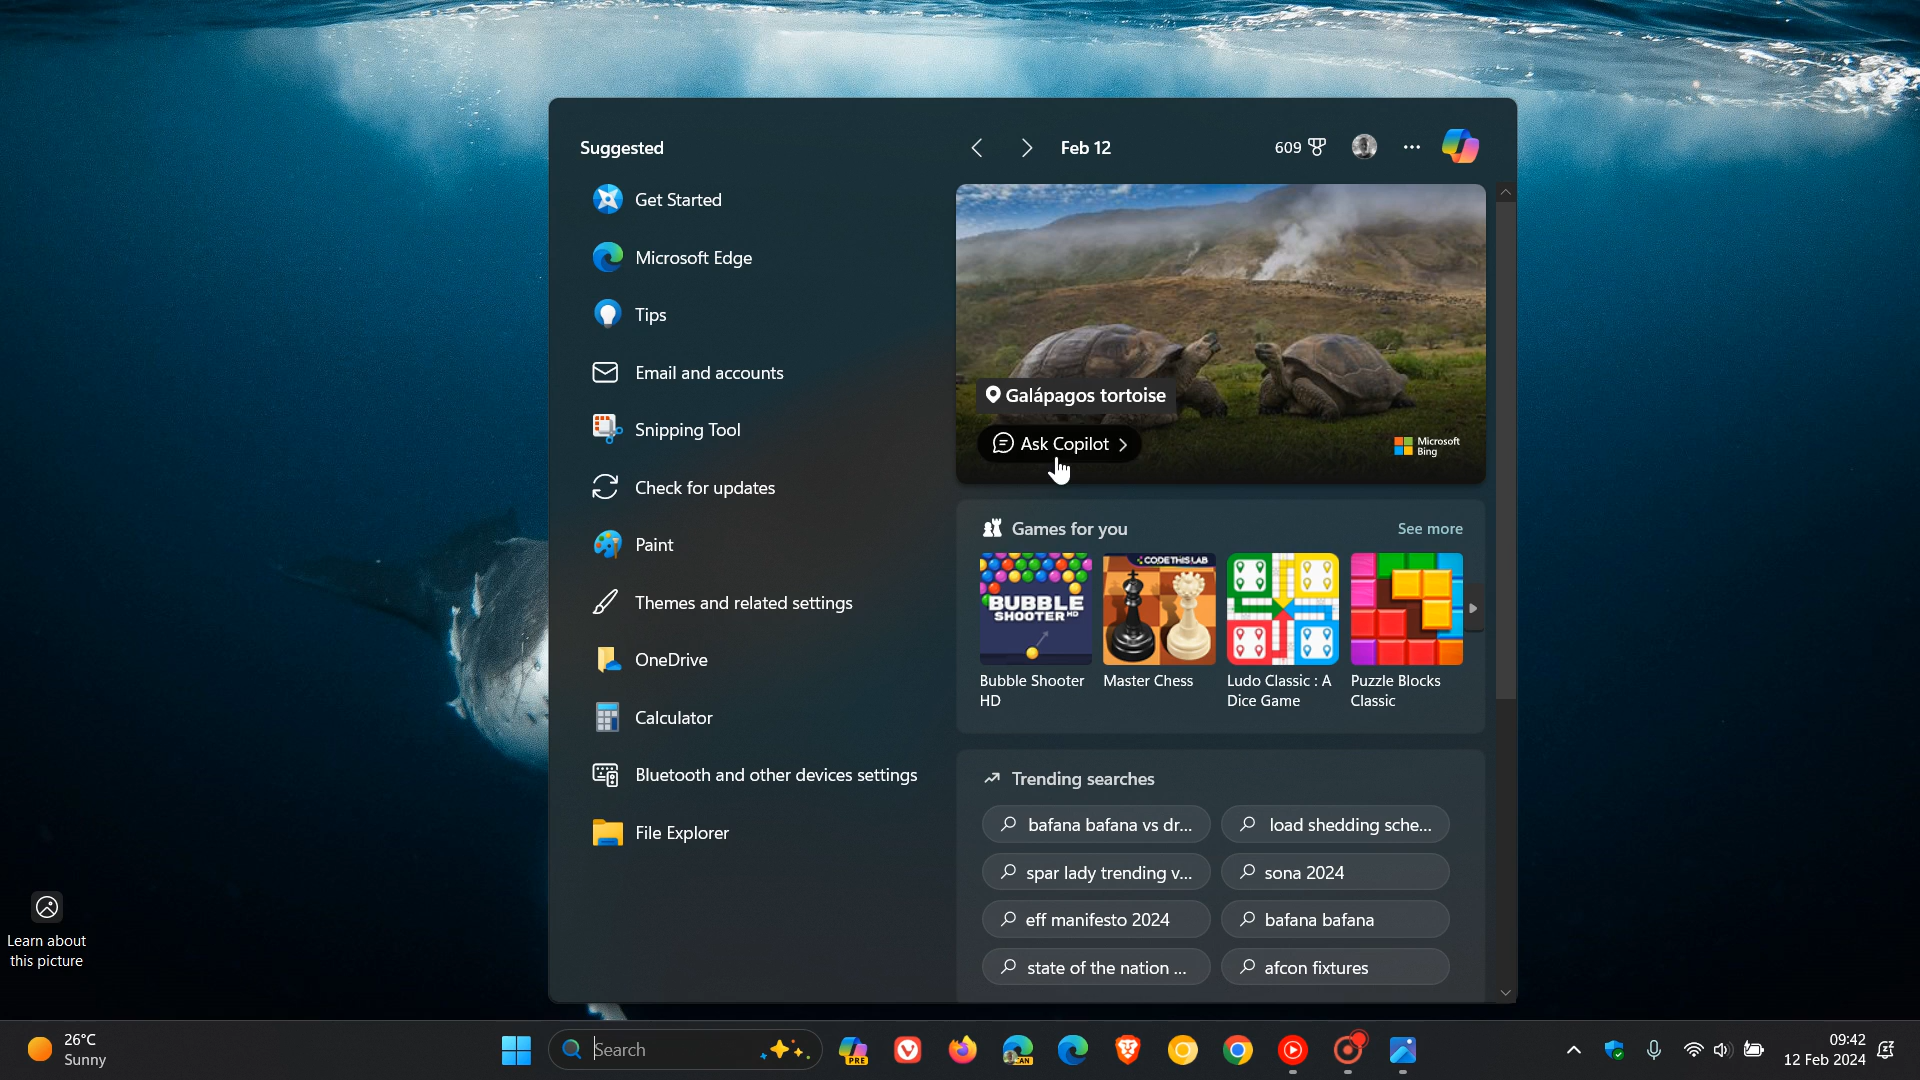 Suggested
Feb 12
609
Get Started
Microsoft Edge
Tips
Email and accounts
Snipping Tool
Check for updates
Paint
Themes and related settings
OneDrive
Calculator
Bluetooth and other devices settings
File Explorer
Galápagos tortoise
Ask Copilot
Microsoft
Bing
Games for you
See more
BUBBLE
SHOOTER HD
CODETHISLAB
Bubble Shooter
HD
Master Chess
Ludo Classic : A
Dice Game
Puzzle Blocks
Classic
Trending searches
bafana bafana vs dr...
load shedding sche...
spar lady trending v...
sona 2024
eff manifesto 2024
bafana bafana
state of the nation ...
afcon fixtures
Learn about
this picture
26°C
Sunny
Search
PRE
CAN
09:42
12 Feb 2024